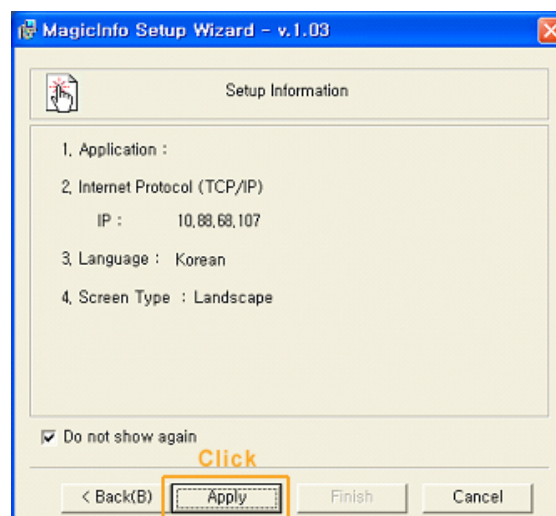 MagicInfo Setup Wizard - v.1.03
Setup Information
1, Application :
2, Internet Protocol (TCP/IP)
IP : 10,88,68,107
3, Language : Korean
4, Screen Type : Landscape
Do not show again
Click
< Back(B) Apply Finish Cancel